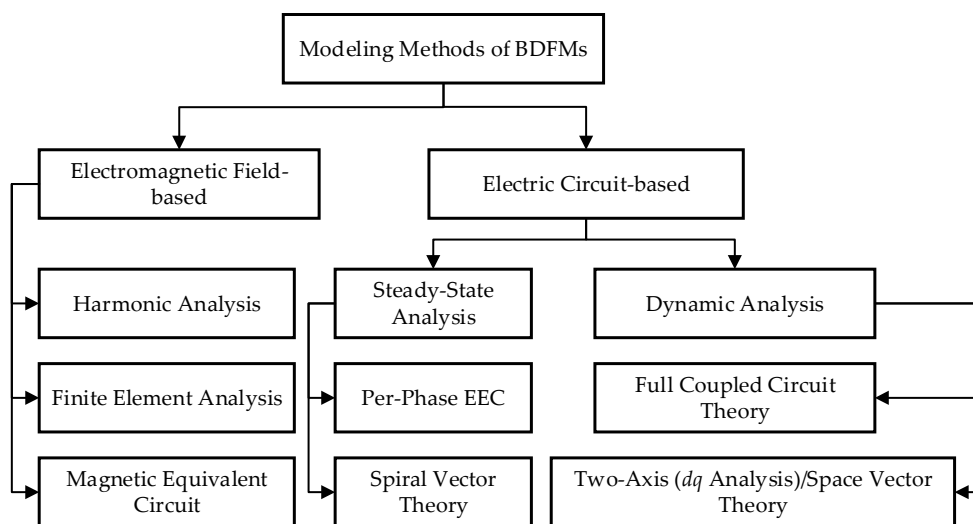 Modeling Methods of BDFMs
Electromagnetic Field-
based
Electric Circuit-based
Harmonic Analysis
Steady-State
Analysis
Dynamic Analysis
Finite Element Analysis
Per-Phase EEC
Full Coupled Circuit
Theory
Magnetic Equivalent
Circuit
Spiral Vector
Theory
Two-Axis (dq Analysis)/Space Vector
Theory